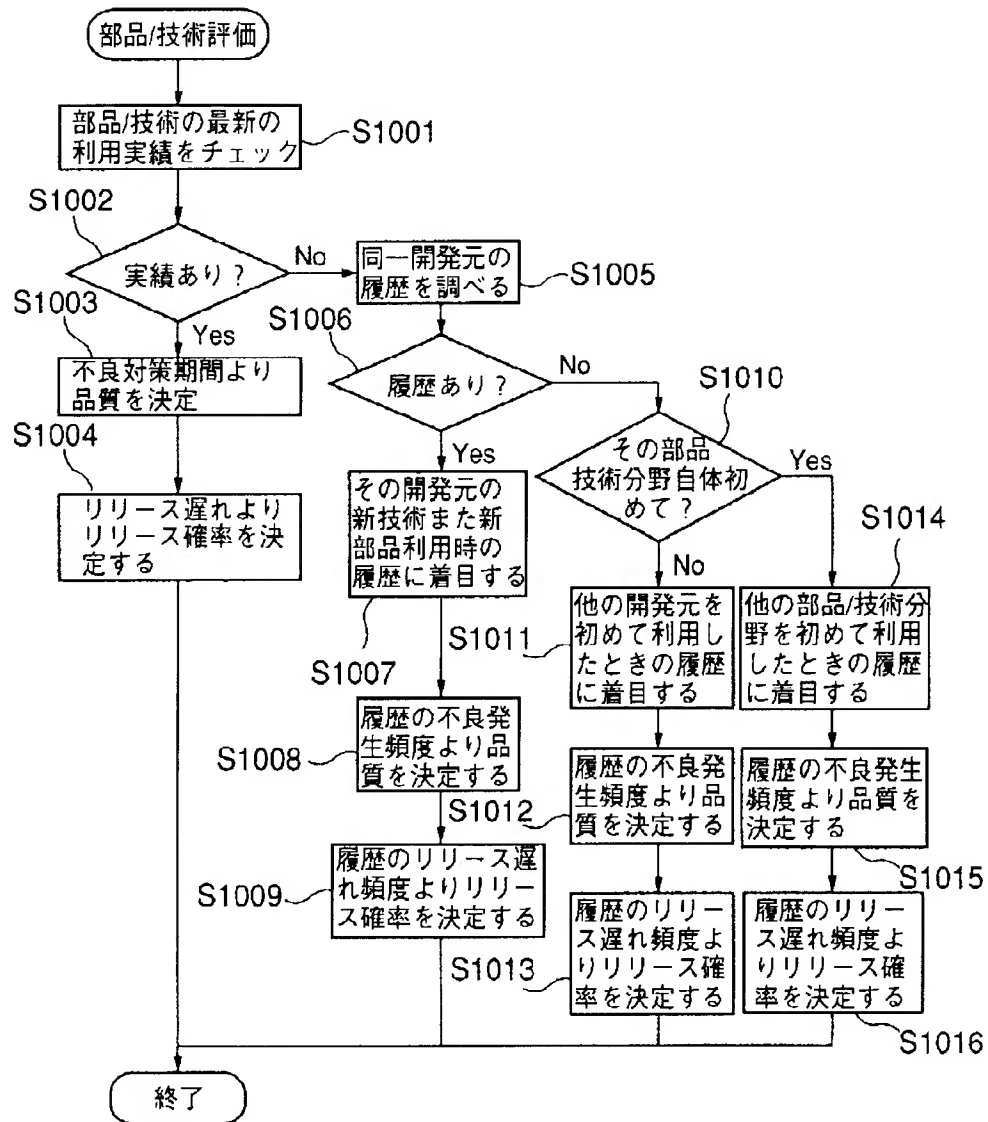 部品/技術評価
部品/技術の最新の
利用実績をチェック
S1001
S1002
実績あり?
No
Yes
S1003
不良対策期間より
品質を決定
S1004
リリース遅れより
リリース確率を決
定する
同一開発元の
履歴を調べる
S1005
S1006
履歴あり?
No
Yes
その開発元の
新技術また新
部品利用時の
履歴に着目する
S1007
履歴の不良発
生頻度より品
質を決定する
S1008
履歴のリリース遅
れ頻度よりリリー
ス確率を決定する
S1009
S1010
その部品
技術分野自体初
めて?
Yes
No
他の開発元を
初めて利用し
たときの履歴
に着目する
S1011
履歴の不良発
生頻度より品
質を決定する
S1012
履歴のリリー
ス遅れ頻度よ
りリリース確
率を決定する
S1013
S1014
他の部品/技術分
野を初めて利用
したときの履歴
に着目する
履歴の不良発生
頻度より品質を
決定する
S1015
履歴のリリー
ス遅れ頻度よ
りリリース確
率を決定する
S1016
終了